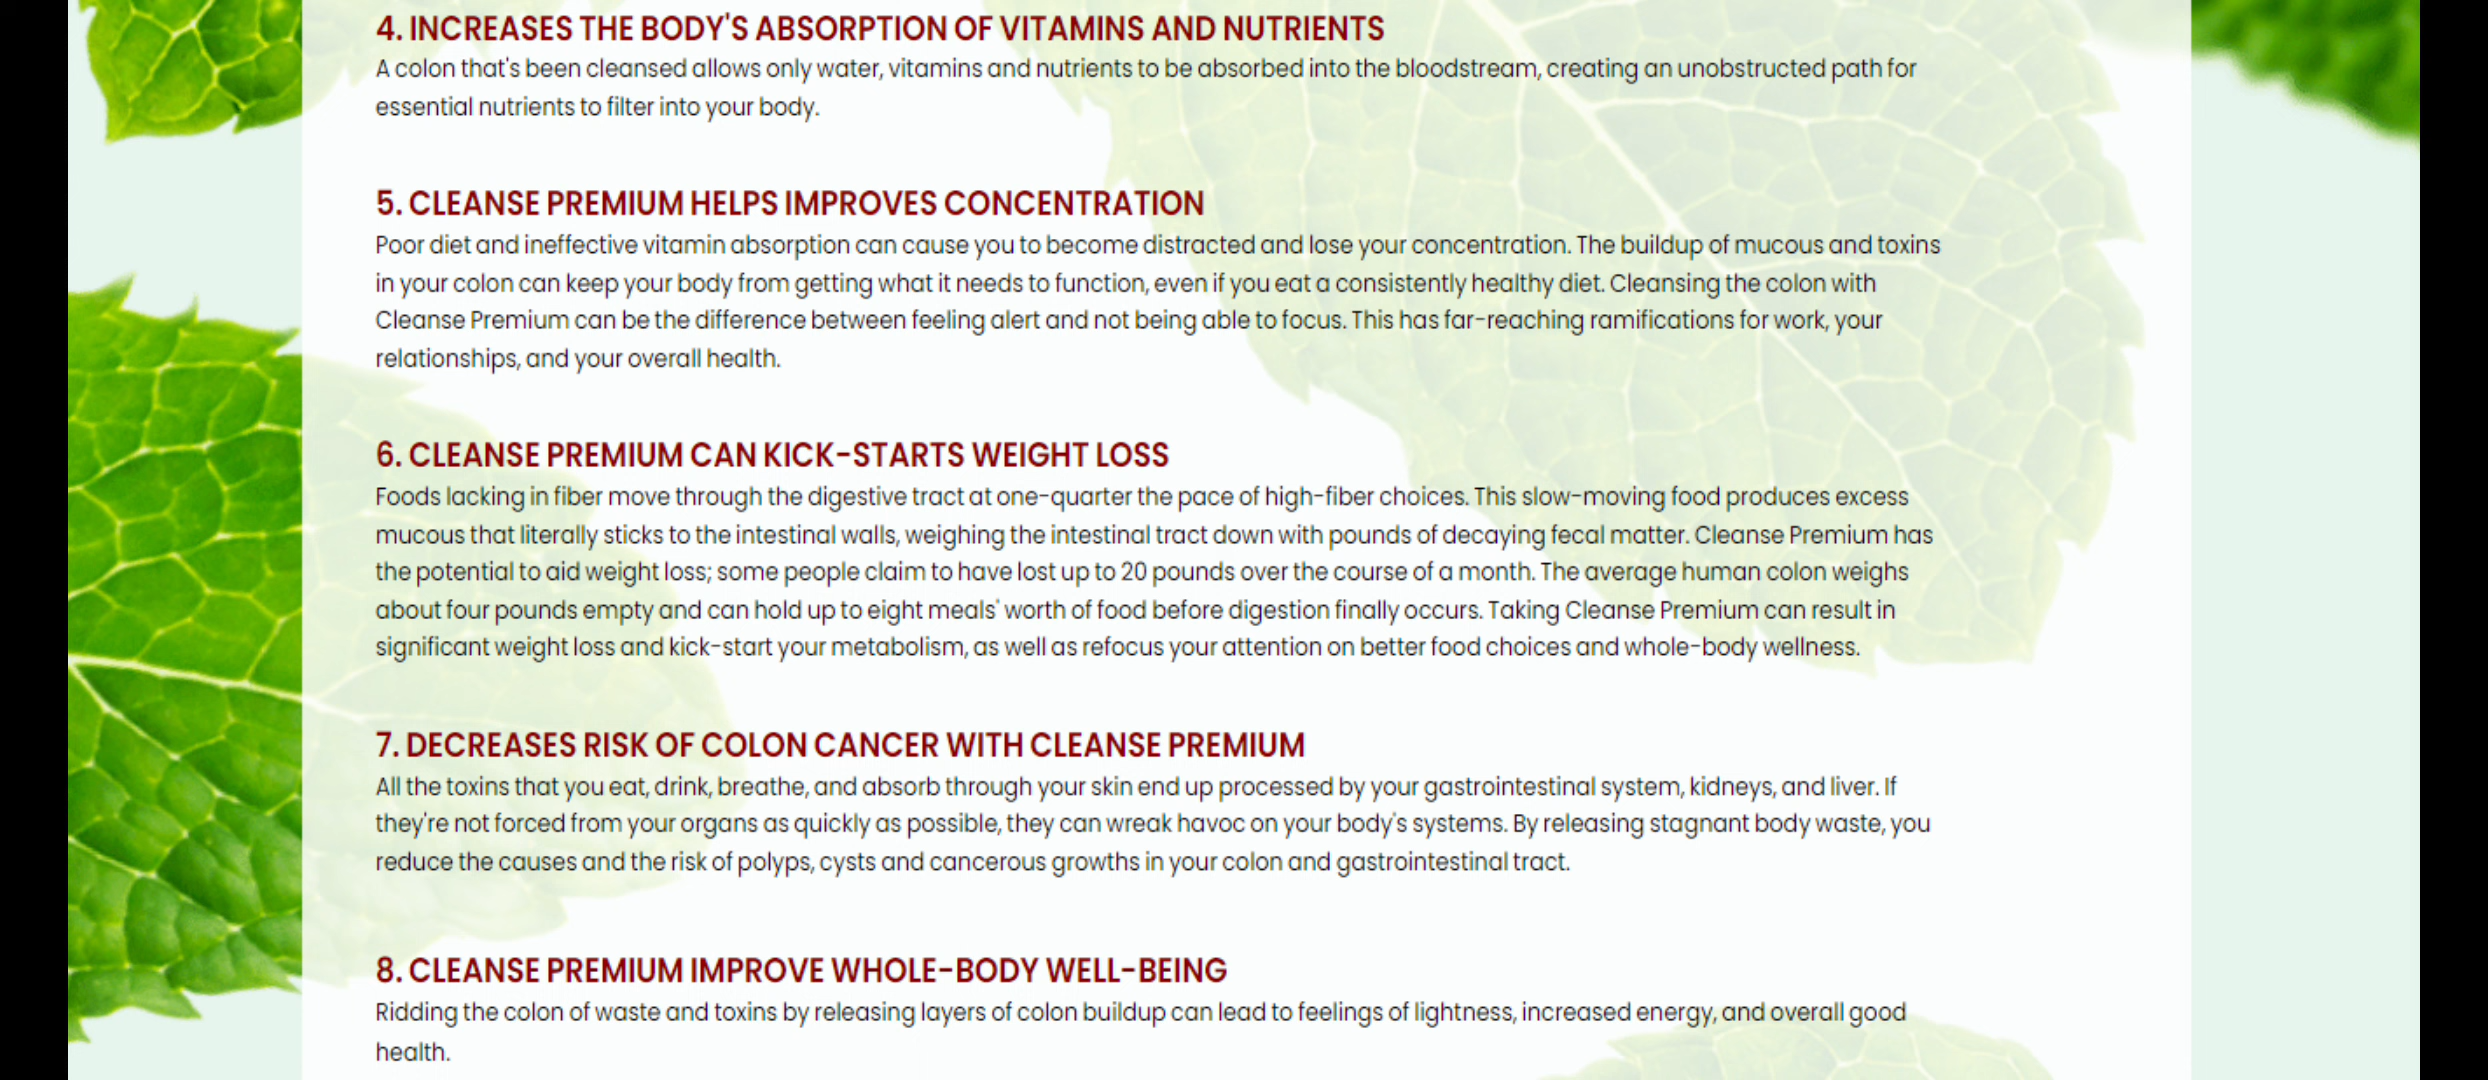 4. INCREASES THE BODY'S ABSORPTION OF VITAMINS AND NUTRIENTS
A colon that's been cleansed allows only water, vitamins and nutrients to be absorbed into the bloodstream, creating an unobstructed path for
essential nutrients to filter into your body.
5. CLEANSE PREMIUM HELPS IMPROVES CONCENTRATION
Poor diet and ineffective vitamin absorption can cause you to become distracted and lose your concentration. The buildup of mucous and toxins
in your colon can keep your body from getting what it needs to function, even if you eat a consistently healthy diet. Cleansing the colon with
Cleanse Premium can be the difference between feeling alert and not being able to focus. This has far-reaching ramifications for work, your
relationships, and your overall health.
6. CLEANSE PREMIUM CAN KICK-STARTS WEIGHT LOSS
Foods lacking in fiber move through the digestive tract at one-quarter the pace of high-fiber choices. This slow-moving food produces excess
mucous that literally sticks to the intestinal walls, weighing the intestinal tract down with pounds of decaying fecal matter. Cleanse Premium has
the potential to aid weight loss; some people claim to have lost up to 20 pounds over the course of a month. The average human colon weighs
about four pounds empty and can hold up to eight meals' worth of food before digestion finally occurs. Taking Cleanse Premium can result in
significant weight loss and kick-start your metabolism, as well as refocus your attention on better food choices and whole-body wellness.
7. DECREASES RISK OF COLON CANCER WITH CLEANSE PREMIUM
All the toxins that you eat, drink, breathe, and absorb through your skin end up processed by your gastrointestinal system, kidneys, and liver. If
they're not forced from your organs as quickly as possible, they can wreak havoc on your body's systems. By releasing stagnant body waste, you
reduce the causes and the risk of polyps, cysts and cancerous growths in your colon and gastrointestinal tract.
8. CLEANSE PREMIUM IMPROVE WHOLE-BODY WELL-BEING
Ridding the colon of waste and toxins by releasing layers of colon buildup can lead to feelings of lightness, increased energy, and overall good
health.